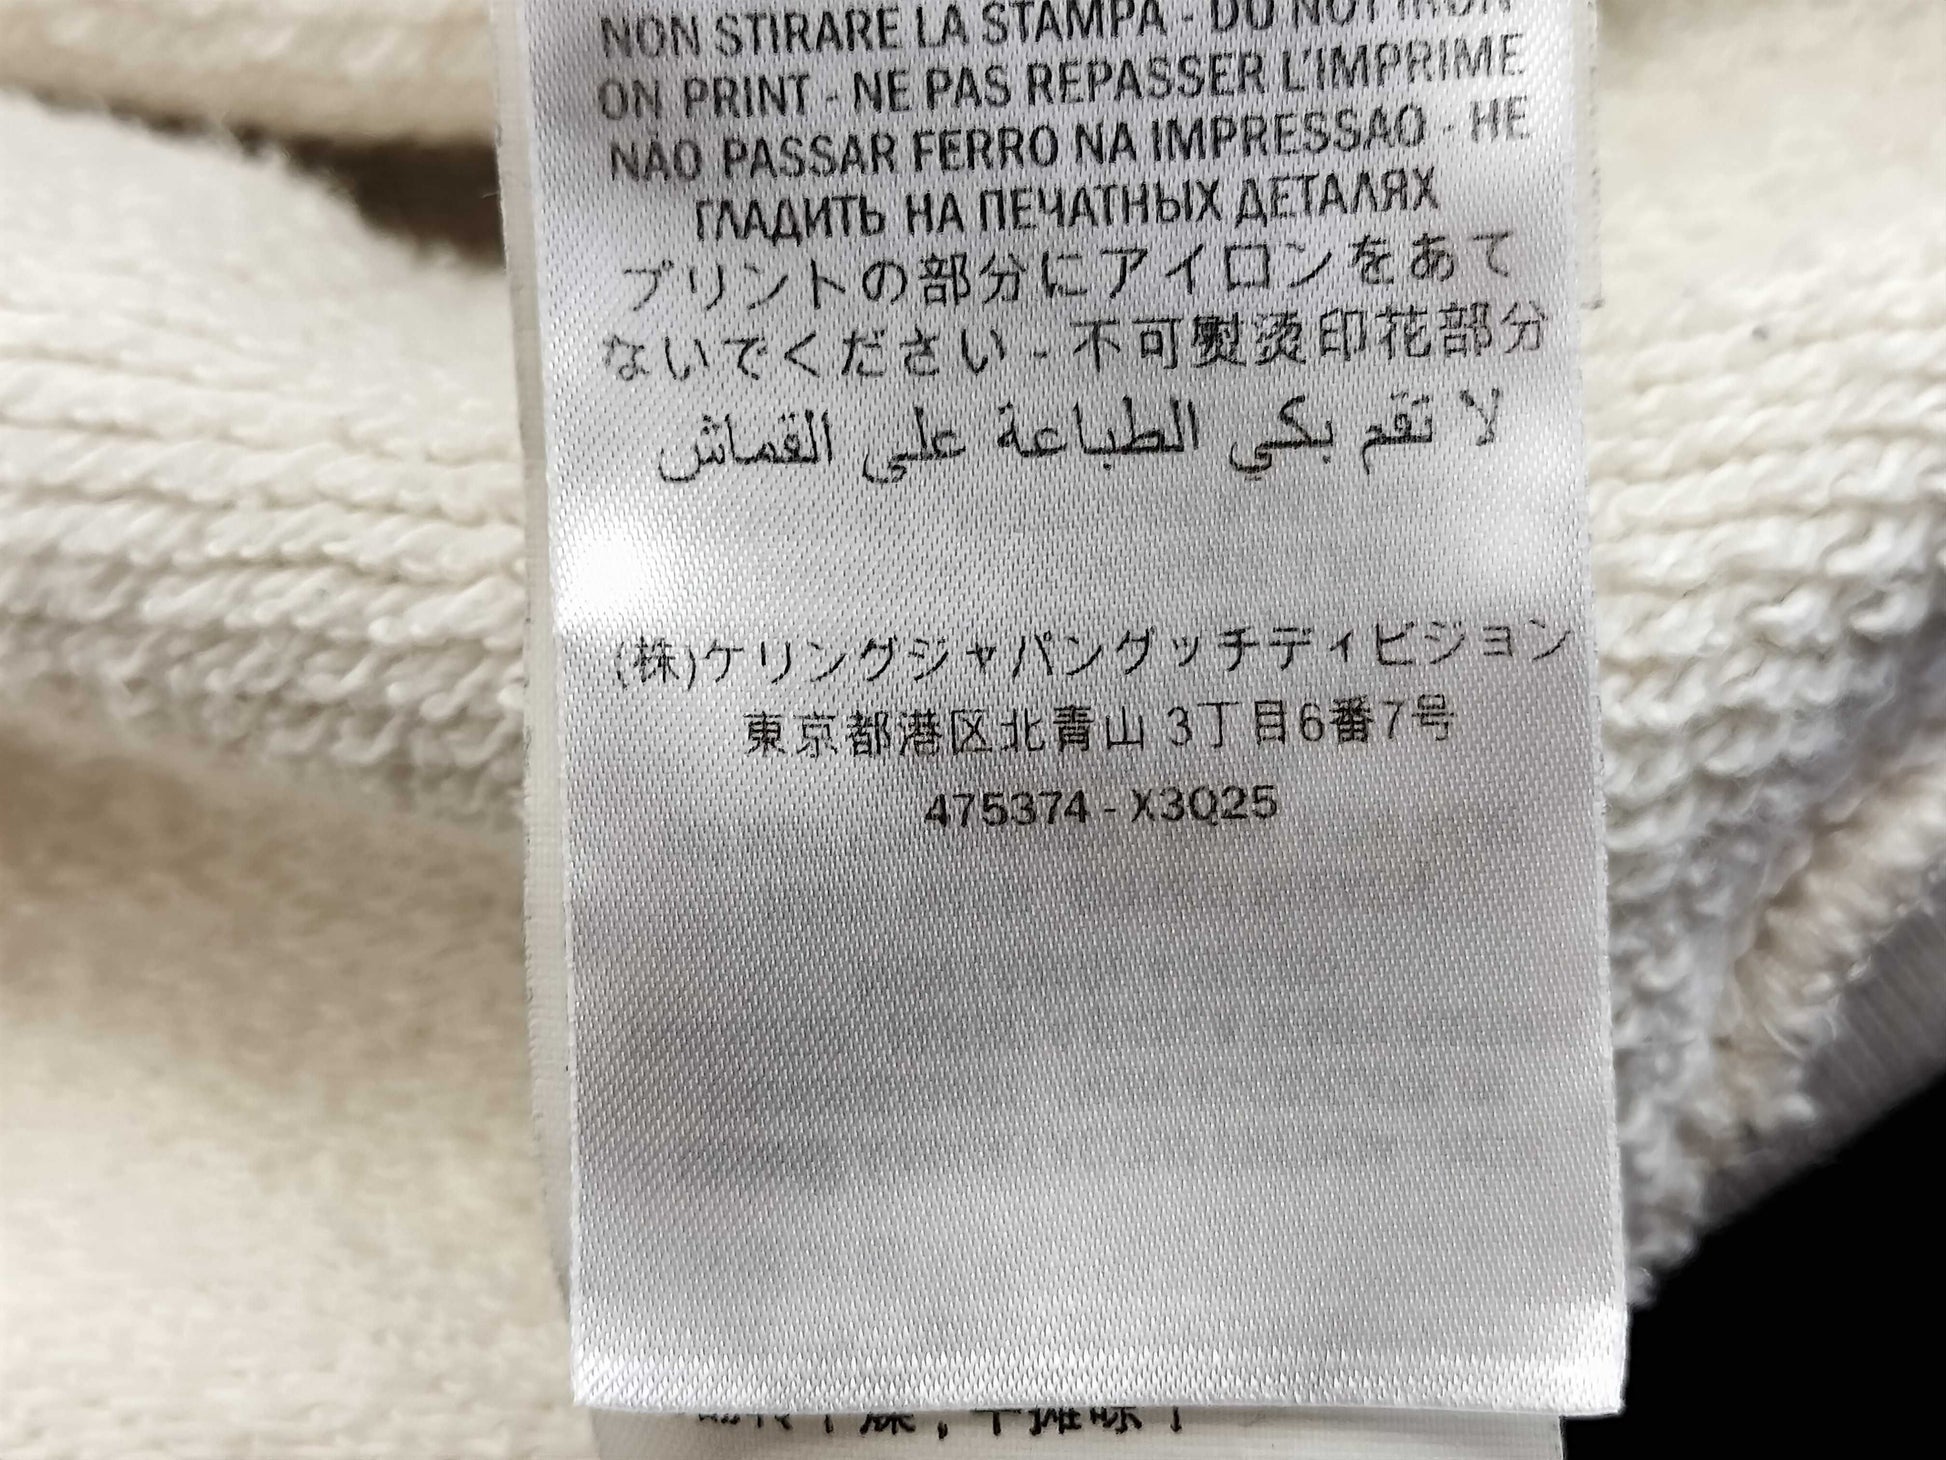 NON STIRARE LA STAMPA - DO NOT IRON
ON PRINT - NE PAS REPASSER L'IMPRIME
NÃO PASSAR FERRO NA IMPRESSAO - НЕ
ГЛАДИТЬ НА ПЕЧАТНЫХ ДЕТАЛЯХ
プリントの部分にアイロンをあて
ないでください - 不可熨烫印花部分
لا تقم بكي الطباعة على القماش
(株)ケリングジャパングッチディビジョン
東京都港区北青山 3丁目6番7号
475374 - X3Q25